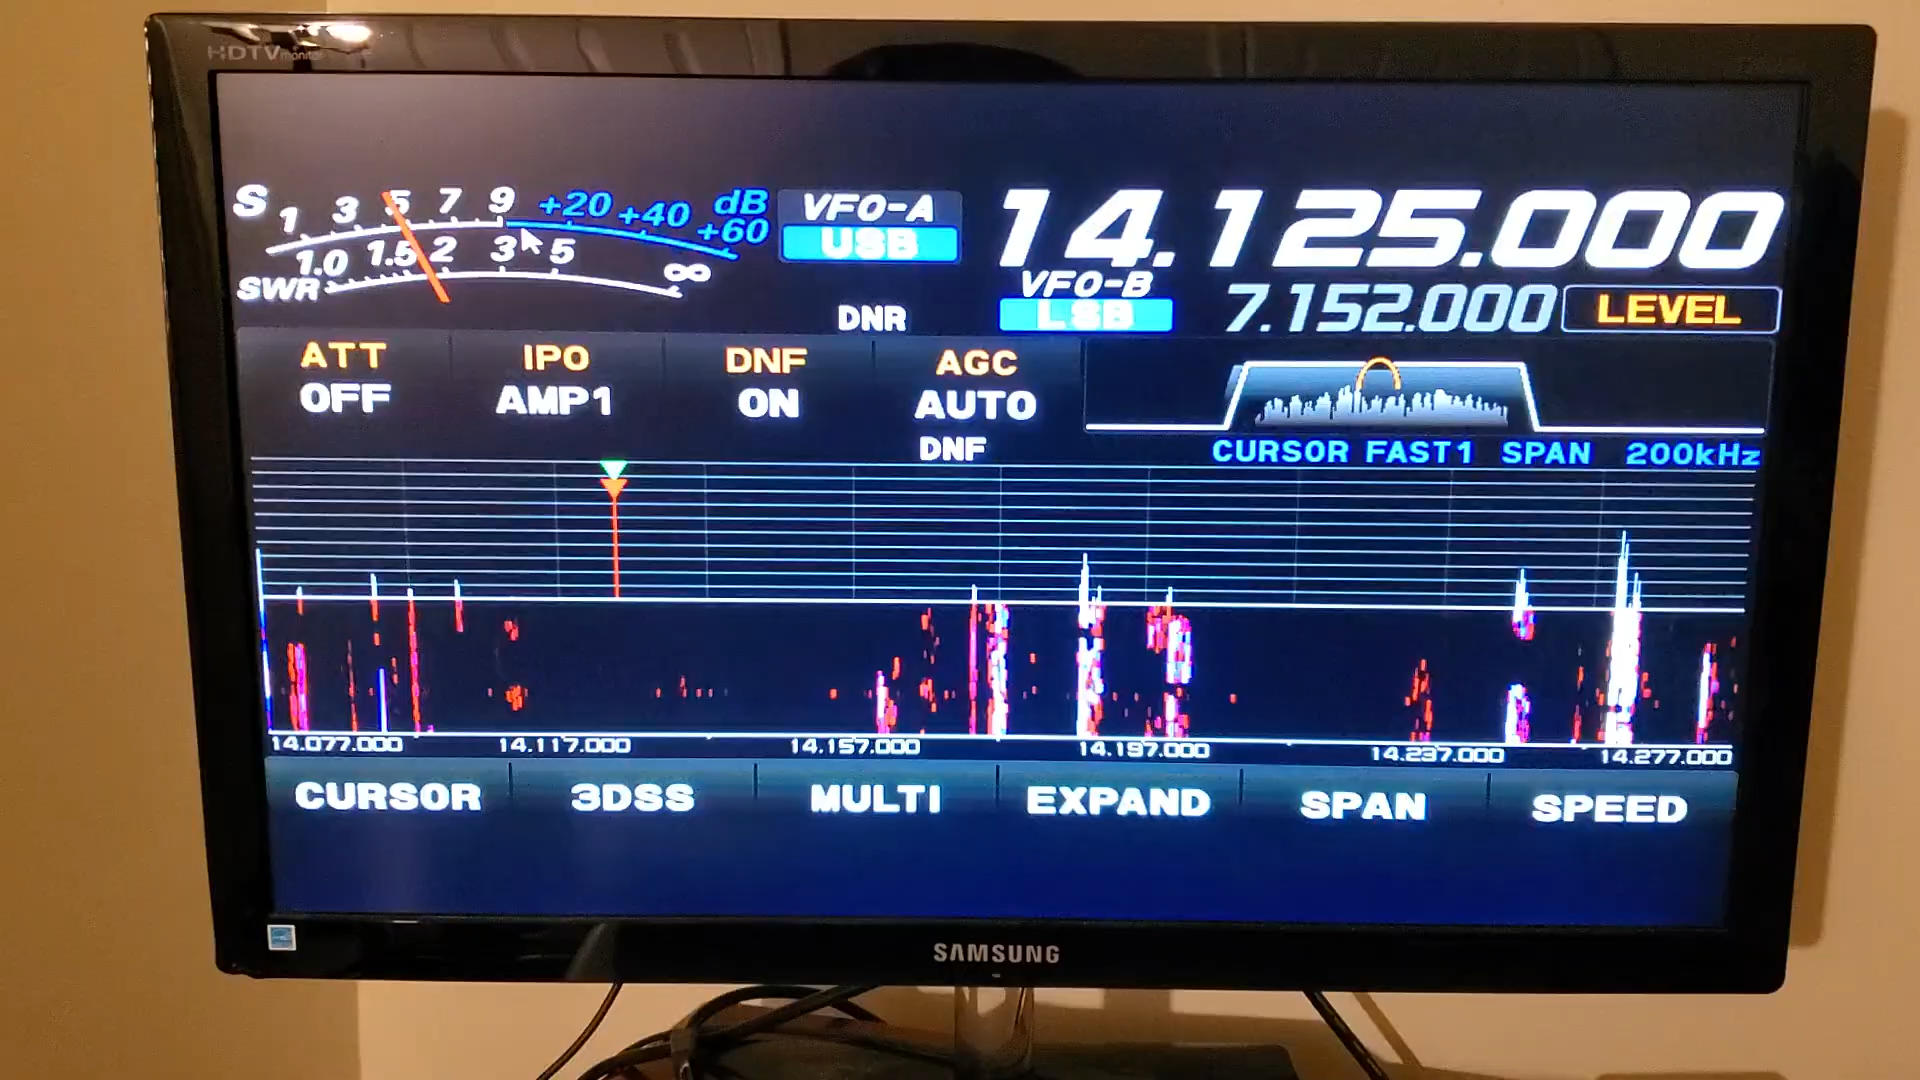 HDTV monitor
S 1 3 5 7 9 +20 +40 +60 dB
SWR 1.0 1.5 2 3 5 ∞
VFO-A
USB
14.125.000
VFO-B
LSB
7.152.000
LEVEL
DNR
ATT
OFF
IPO
AMP1
DNF
ON
AGC
AUTO
DNF
CURSOR FAST1 SPAN 200kHz
14.077.000 14.117.000 14.157.000 14.197.000 14.237.000 14.277.000
CURSOR 3DSS MULTI EXPAND SPAN SPEED
SAMSUNG